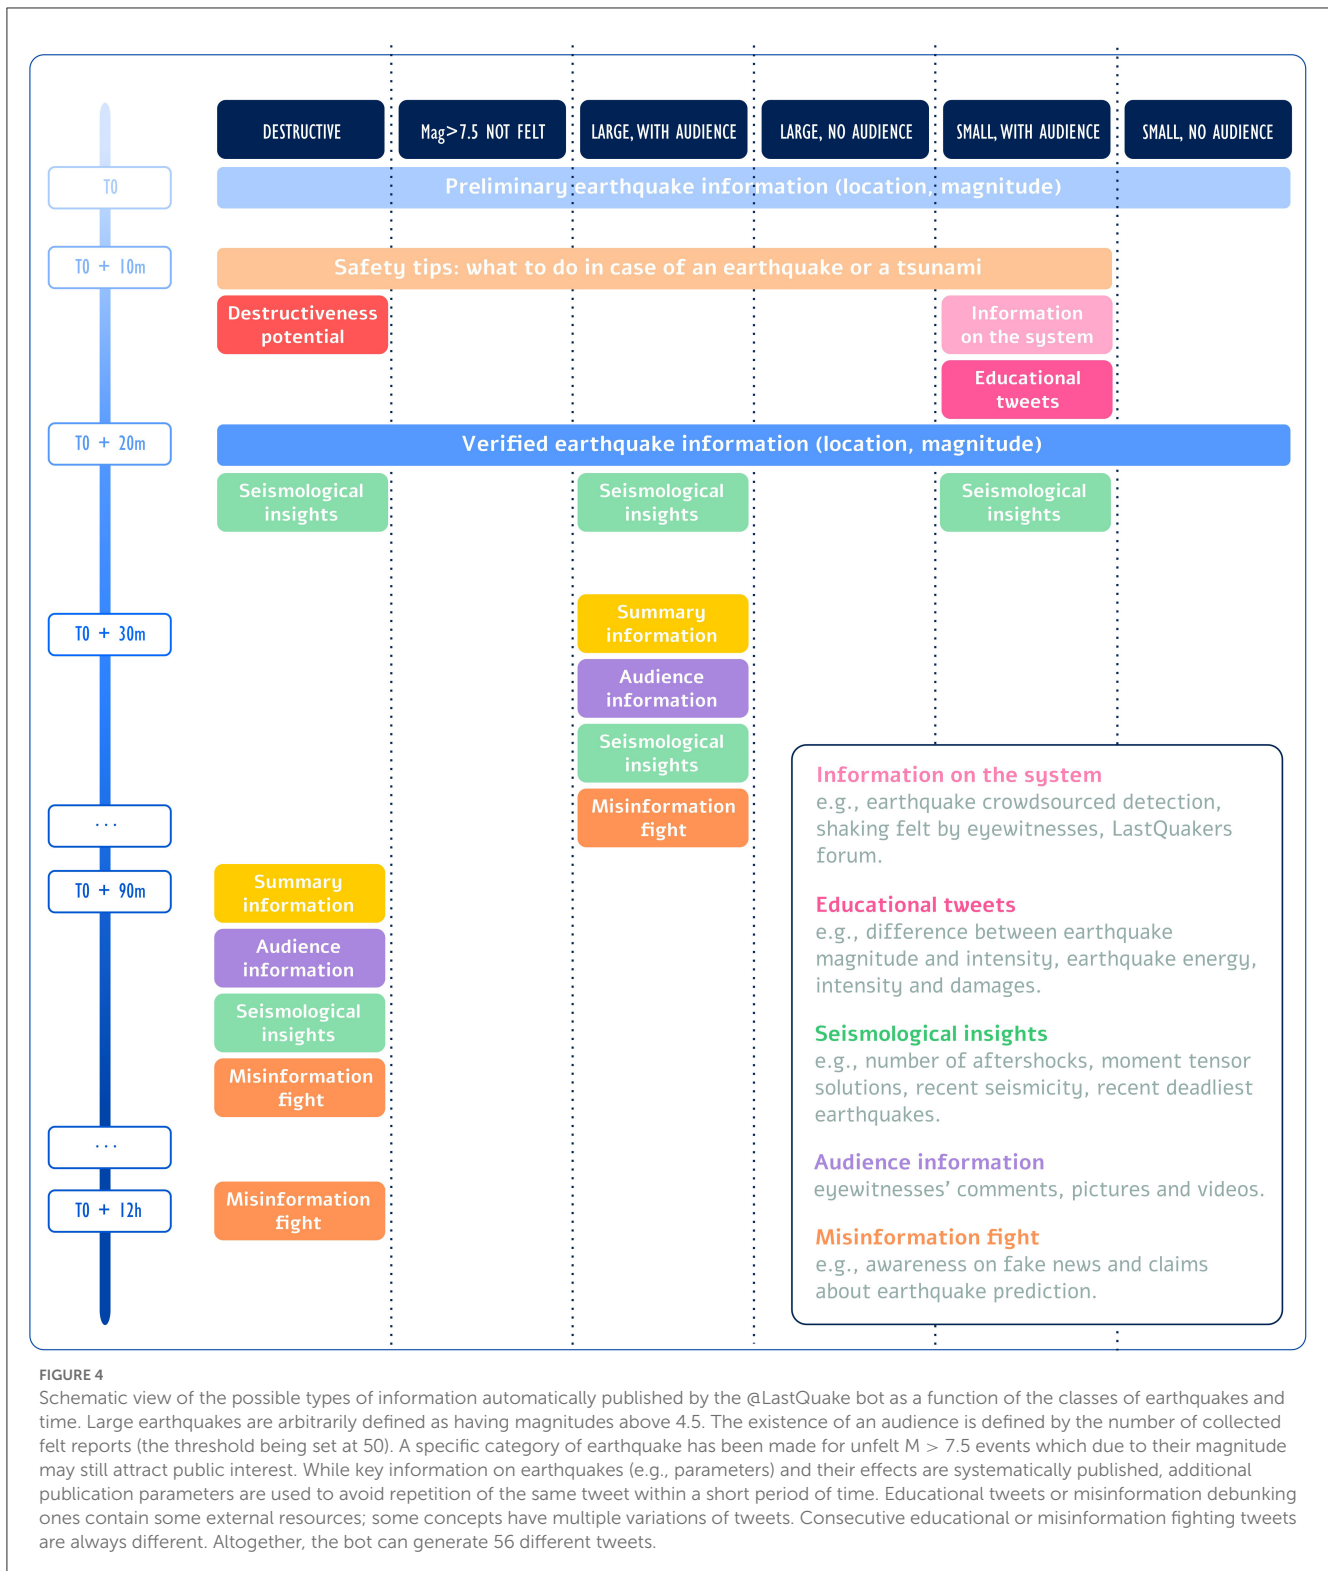 DESTRUCTIVE
Mag>7.5 NOT FELT
LARGE, WITH AUDIENCE
LARGE, NO AUDIENCE
SMALL, WITH AUDIENCE
SMALL, NO AUDIENCE
T0
Preliminary earthquake information (location, magnitude)
T0 + 10m
Safety tips: what to do in case of an earthquake or a tsunami
Destructiveness
potential
Information
on the system
Educational
tweets
T0 + 20m
Verified earthquake information (location, magnitude)
Seismological
insights
Seismological
insights
Seismological
insights
T0 + 30m
Summary
information
Audience
information
Seismological
insights
Misinformation
fight
...
T0 + 90m
Summary
information
Audience
information
Seismological
insights
Misinformation
fight
...
T0 + 12h
Misinformation
fight
Information on the system
e.g., earthquake crowdsourced detection,
shaking felt by eyewitnesses, LastQuakers
forum.
Educational tweets
e.g., difference between earthquake
magnitude and intensity, earthquake energy,
intensity and damages.
Seismological insights
e.g., number of aftershocks, moment tensor
solutions, recent seismicity, recent deadliest
earthquakes.
Audience information
eyewitnesses' comments, pictures and videos.
Misinformation fight
e.g., awareness on fake news and claims
about earthquake prediction.
FIGURE 4
Schematic view of the possible types of information automatically published by the @LastQuake bot as a function of the classes of earthquakes and
time. Large earthquakes are arbitrarily defined as having magnitudes above 4.5. The existence of an audience is defined by the number of collected
felt reports (the threshold being set at 50). A specific category of earthquake has been made for unfelt M > 7.5 events which due to their magnitude
may still attract public interest. While key information on earthquakes (e.g., parameters) and their effects are systematically published, additional
publication parameters are used to avoid repetition of the same tweet within a short period of time. Educational tweets or misinformation debunking
ones contain some external resources; some concepts have multiple variations of tweets. Consecutive educational or misinformation fighting tweets
are always different. Altogether, the bot can generate 56 different tweets.